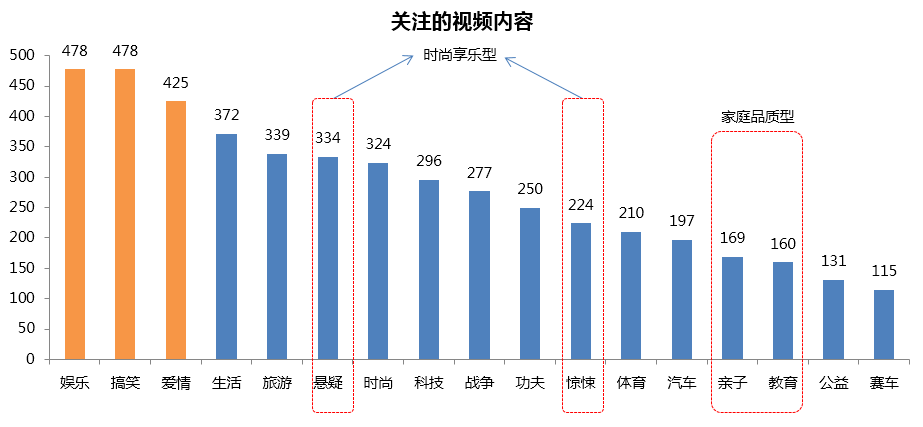 关注的视频内容
时尚享乐型
家庭品质型
500
450
400
350
300
250
200
150
100
50
0
478
478
425
372
339
334
324
296
277
250
224
210
197
169
160
131
115
娱乐
搞笑
爱情
生活
旅游
悬疑
时尚
科技
战争
功夫
惊悚
体育
汽车
亲子
教育
公益
赛车